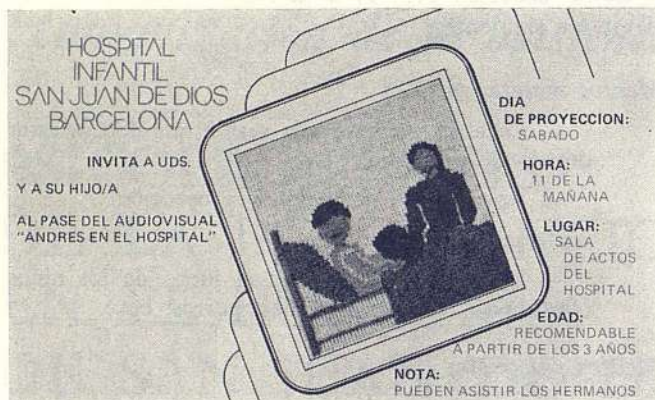 HOSPITAL
INFANTIL
SAN JUAN DE DIOS
BARCELONA
INVITA A UDS.
Y A SU HIJO/A
AL PASE DEL AUDIOVISUAL
"ANDRES EN EL HOSPITAL"
DIA
DE PROYECCION:
SABADO
HORA:
11 DE LA
MAÑANA
LUGAR:
SALA
DE ACTOS
DEL
HOSPITAL
EDAD:
RECOMENDABLE
A PARTIR DE LOS 3 AÑOS
NOTA:
PUEDEN ASISTIR LOS HERMANOS